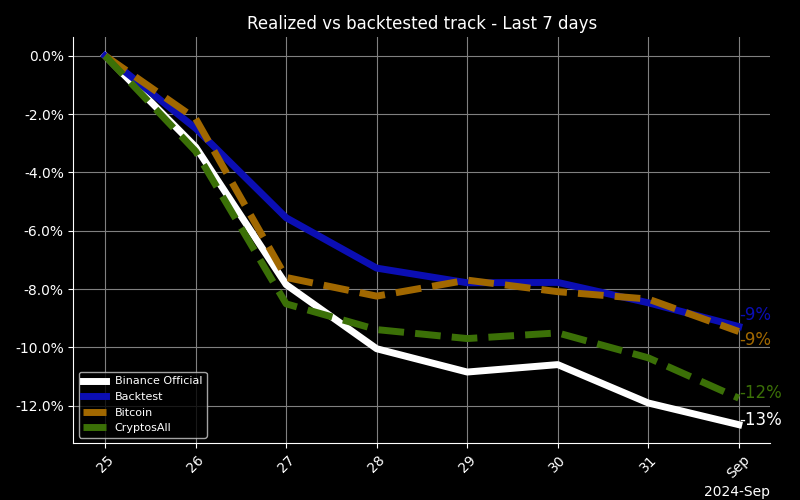 Realized vs backtested track - Last 7 days
0.0%
-2.0%
-4.0%
-6.0%
-8.0%
-10.0%
-12.0%
-9%
-9%
-12%
-13%
Binance Official
Backtest
Bitcoin
CryptosAll
25
26
27
28
29
30
31
Sep
2024-Sep